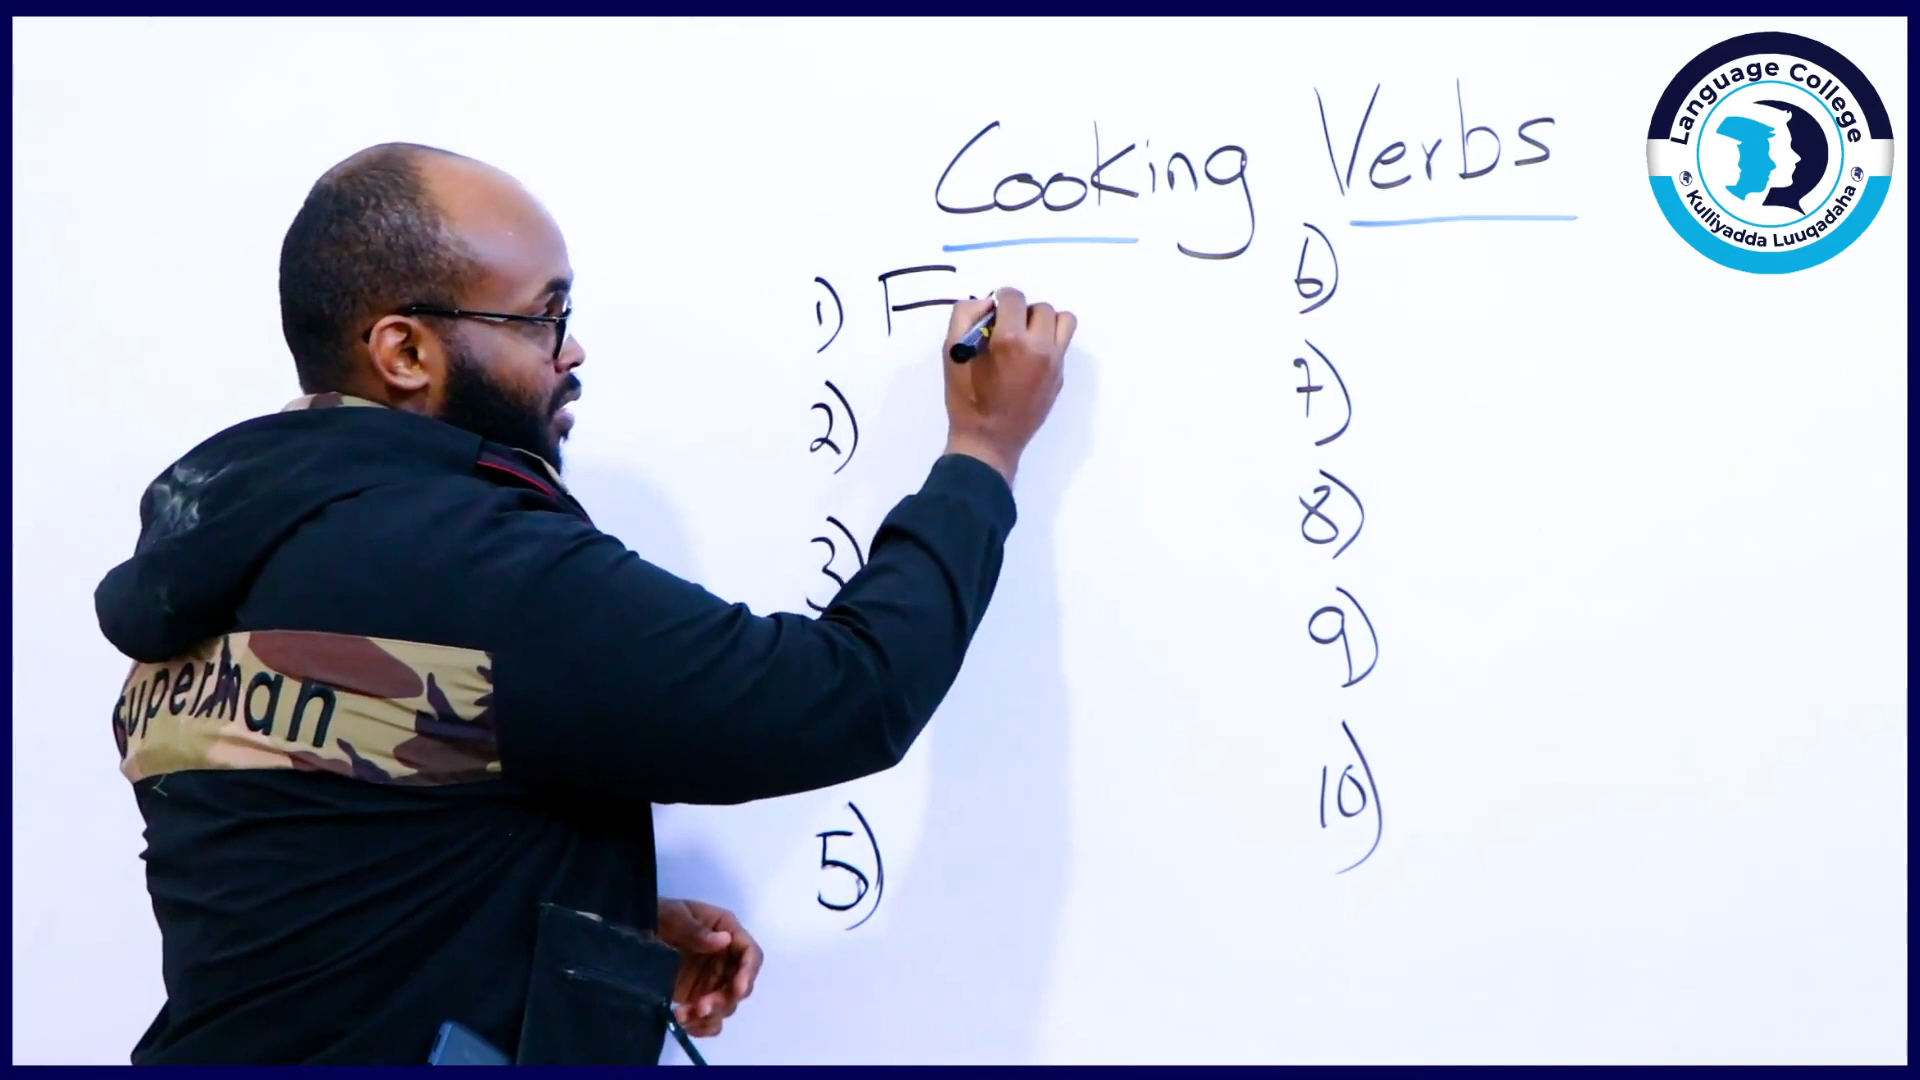 Language College
Kulliyadda Luuqadaha
Cooking Verbs
1) F
2)
3)
5)
6)
7)
8)
9)
10)
superman